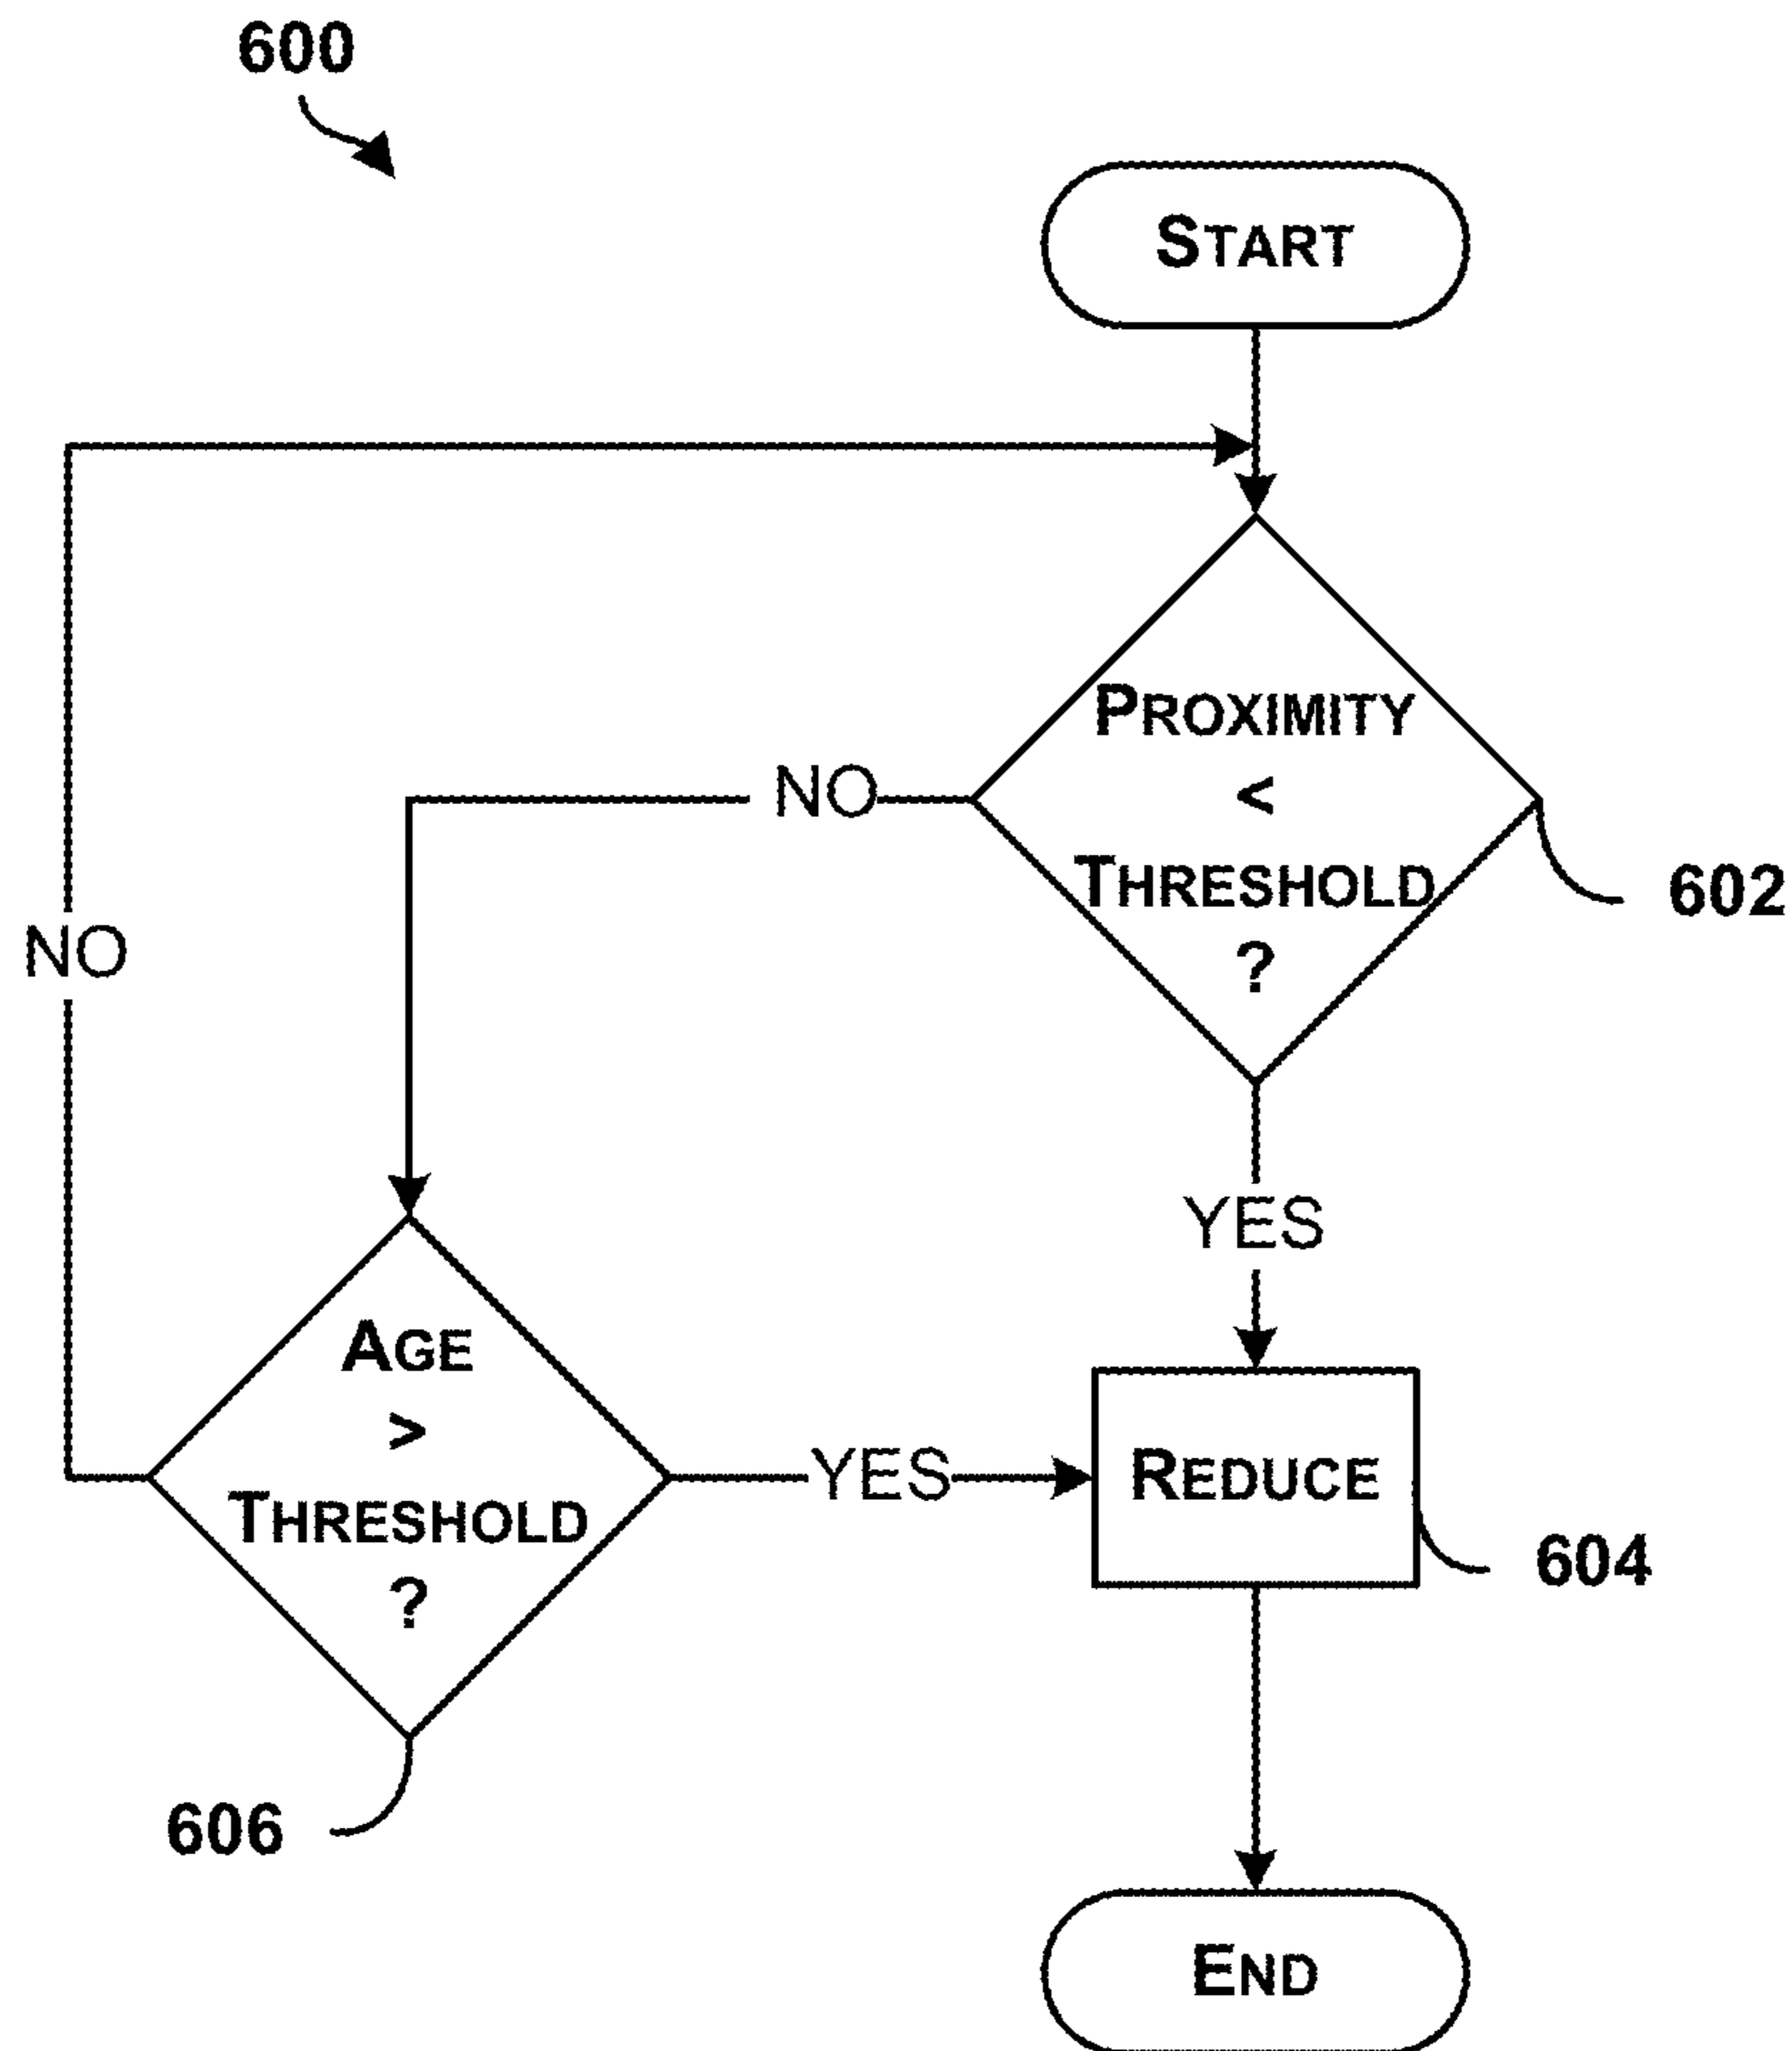 600
START
PROXIMITY
<
THRESHOLD
?
602
NO
NO
YES
AGE
>
THRESHOLD
?
YES
REDUCE
604
606
END